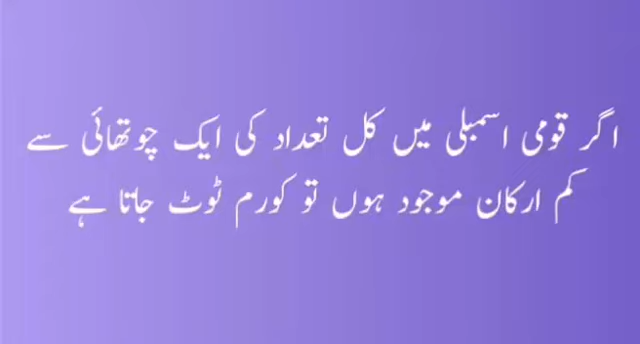 اگر قومی اسمبلی میں کل تعداد کی ایک چوتھائی سے
کم ارکان موجود ہوں تو کورم ٹوٹ جاتا ہے